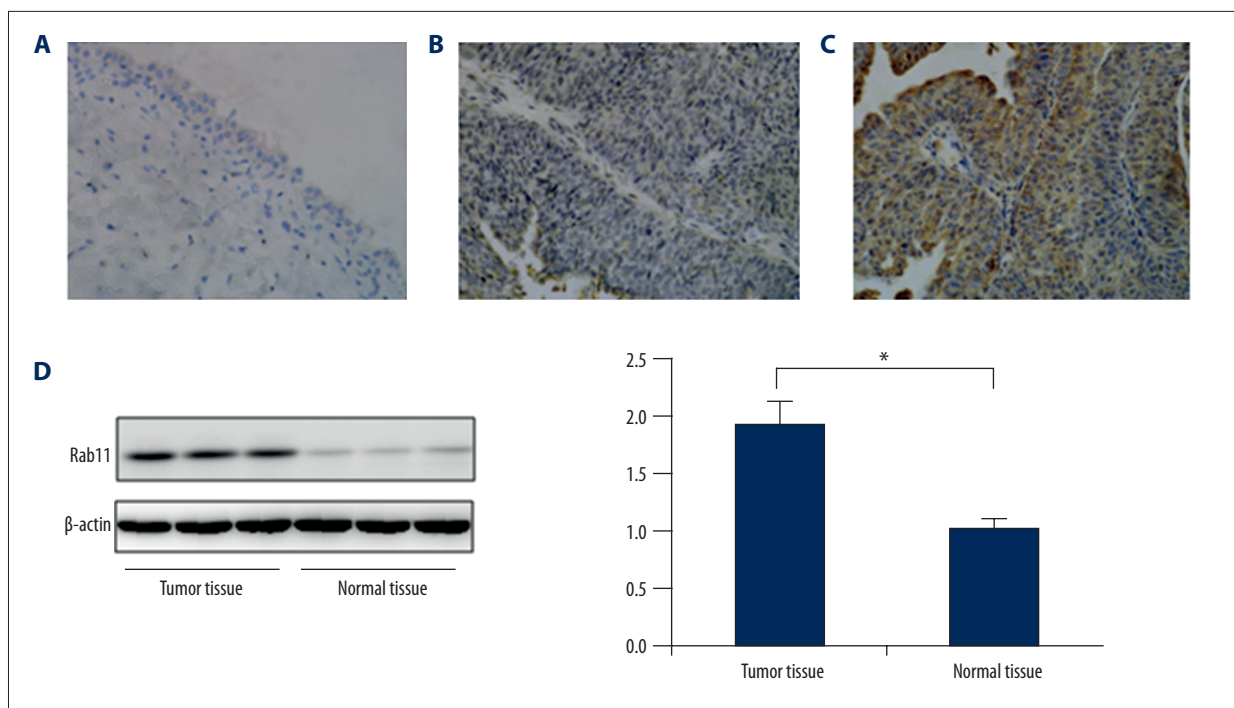 A
B
C
D
Rab11
β-actin
Tumor tissue
Normal tissue
2.5
2.0
1.5
1.0
0.5
0.0
*
Tumor tissue
Normal tissue